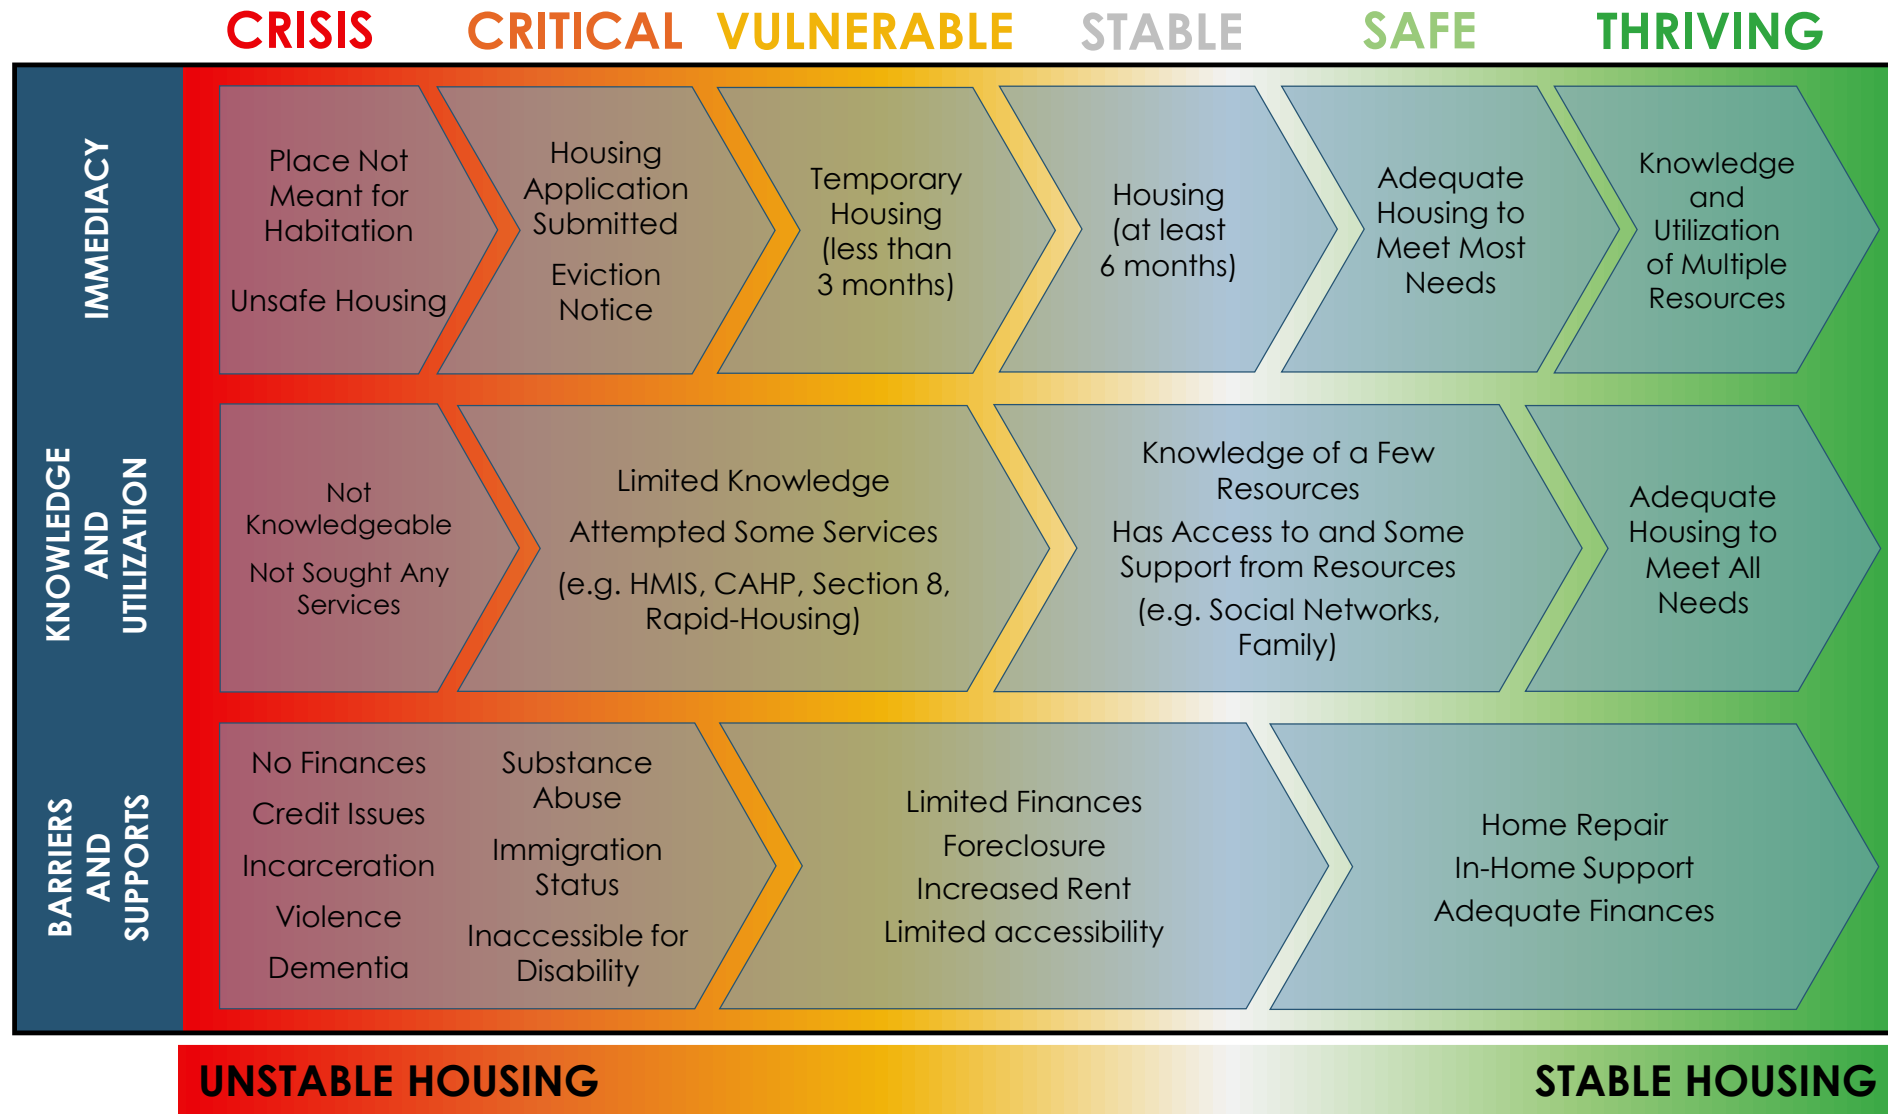 CRISIS
CRITICAL
VULNERABLE
STABLE
SAFE
THRIVING
IMMEDIACY
Place Not
Meant for
Habitation
Unsafe Housing
Housing
Application
Submitted
Eviction
Notice
Temporary
Housing
(less than
3 months)
Housing
(at least
6 months)
Adequate
Housing to
Meet Most
Needs
Knowledge
and
Utilization
of Multiple
Resources
KNOWLEDGE
AND
UTILIZATION
Not
Knowledgeable
Not Sought Any
Services
Limited Knowledge
Attempted Some Services
(e.g. HMIS, CAHP, Section 8,
Rapid-Housing)
Knowledge of a Few
Resources
Has Access to and Some
Support from Resources
(e.g. Social Networks,
Family)
Adequate
Housing to
Meet All
Needs
BARRIERS
AND
SUPPORTS
No Finances
Credit Issues
Incarceration
Violence
Dementia
Substance
Abuse
Immigration
Status
Inaccessible for
Disability
Limited Finances
Foreclosure
Increased Rent
Limited accessibility
Home Repair
In-Home Support
Adequate Finances
UNSTABLE HOUSING
STABLE HOUSING